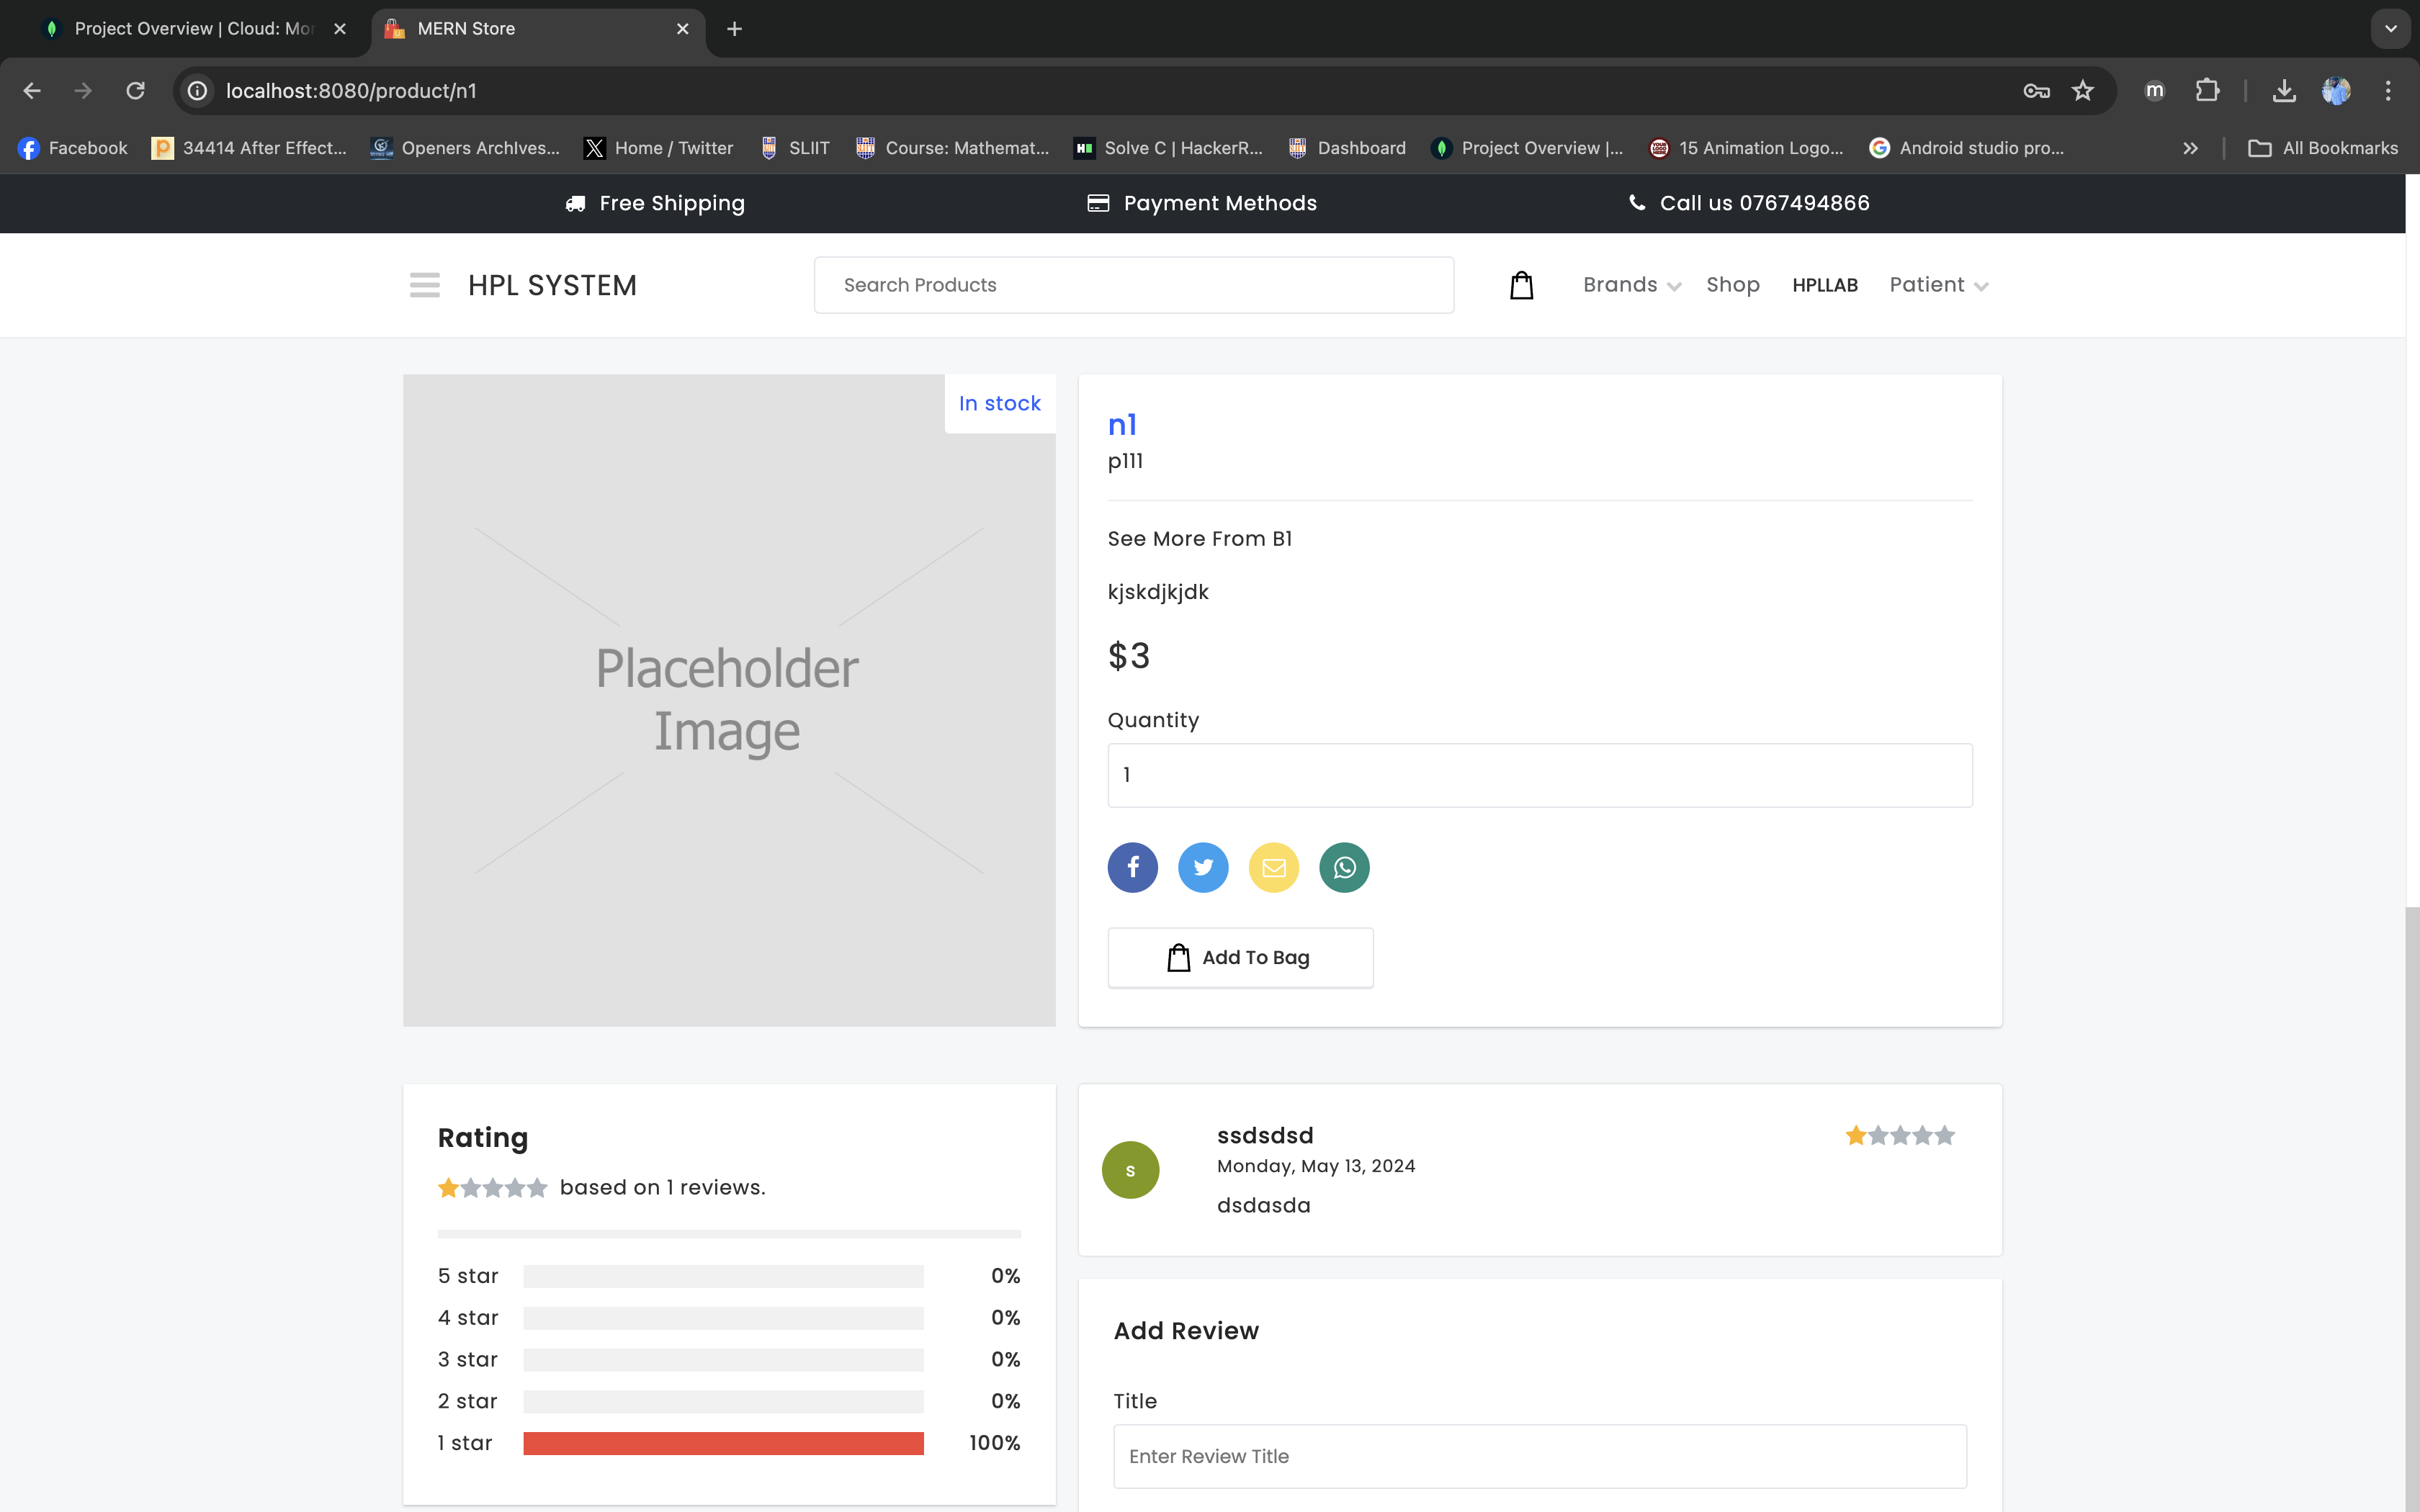 Project Overview | Cloud: Mon
MERN Store
localhost:8080/product/n1
m
Facebook
34414 After Effect...
Openers ArchIves...
Home / Twitter
SLIIT
Course: Mathemat...
Solve C | HackerR...
Dashboard
Project Overview |...
15 Animation Logo...
Android studio pro...
All Bookmarks
Free Shipping
Payment Methods
Call us 0767494866
HPL SYSTEM
Search Products
Brands
Shop
HPLLAB
Patient
In stock
Placeholder
Image
n1
p111
See More From B1
kjskdjkjdk
$3
Quantity
1
Add To Bag
Rating
based on 1 reviews.
5 star 0%
4 star 0%
3 star 0%
2 star 0%
1 star 100%
s
ssdsdsd
Monday, May 13, 2024
dsdasda
Add Review
Title
Enter Review Title